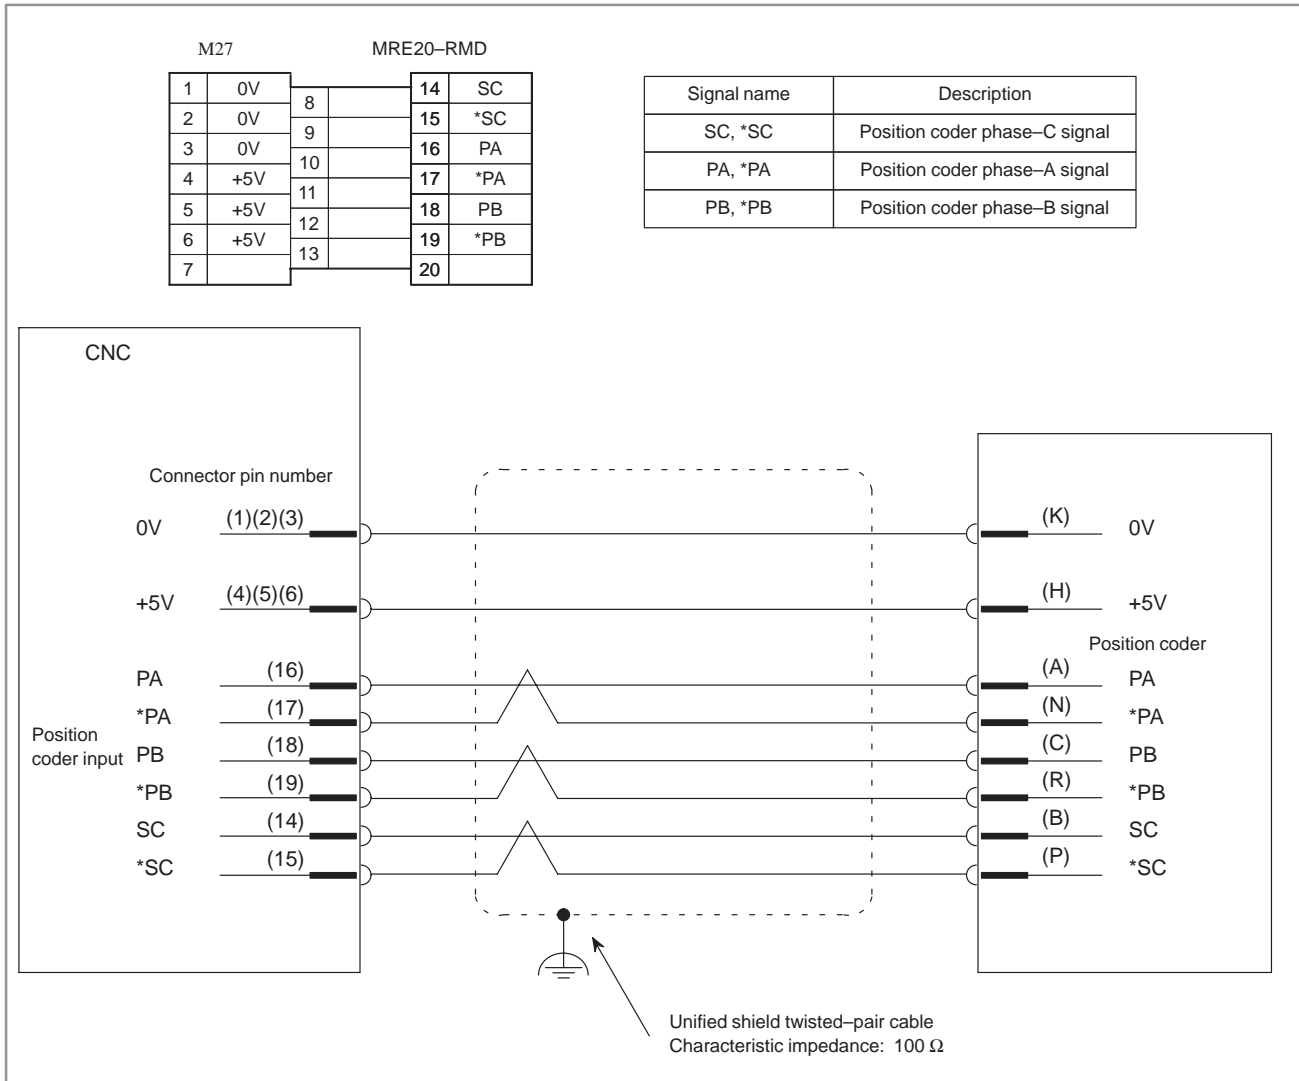 M27 MRE20–RMD
1 0V
2 0V
3 0V
4 +5V
5 +5V
6 +5V
7
8
9
10
11
12
13
14 SC
15 *SC
16 PA
17 *PA
18 PB
19 *PB
20
Signal name Description
SC, *SC Position coder phase–C signal
PA, *PA Position coder phase–A signal
PB, *PB Position coder phase–B signal
CNC
Connector pin number
0V (1)(2)(3) (K) 0V
+5V (4)(5)(6) (H) +5V
Position coder
PA (16) (A) PA
*PA (17) (N) *PA
Position
coder input
PB (18) (C) PB
*PB (19) (R) *PB
SC (14) (B) SC
*SC (15) (P) *SC
Unified shield twisted–pair cable
Characteristic impedance: 100 Ω